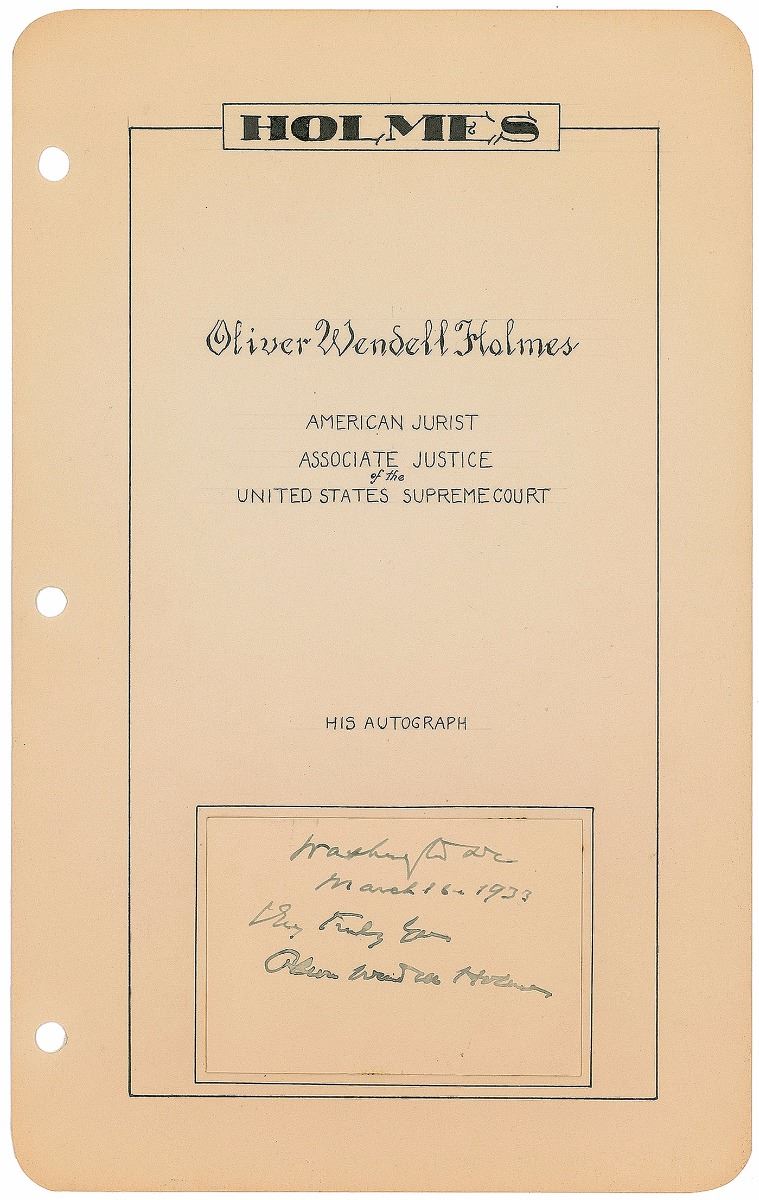 HOLMES
Oliver Wendell Holmes
AMERICAN JURIST
ASSOCIATE JUSTICE
of the
UNITED STATES SUPREME COURT
HIS AUTOGRAPH
Washington DC
March 16 1933
Very Truly Yours
Oliver Wendell Holmes